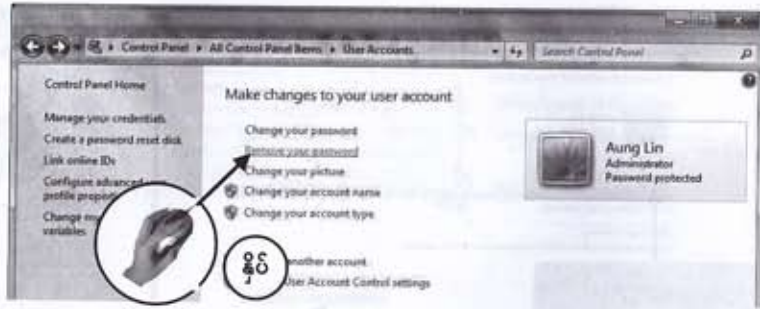 Control Panel ▸ All Control Panel Items ▸ User Accounts
Search Control Panel
Control Panel Home
Manage your credentials
Create a password reset disk
Link online IDs
Configure advanced
profile
Change
variables
Make changes to your user account
Change your password
Remove your password
Change your picture
Change your account name
Change your account type
another account
User Account Control settings
Aung Lin
Administrator
Password protected